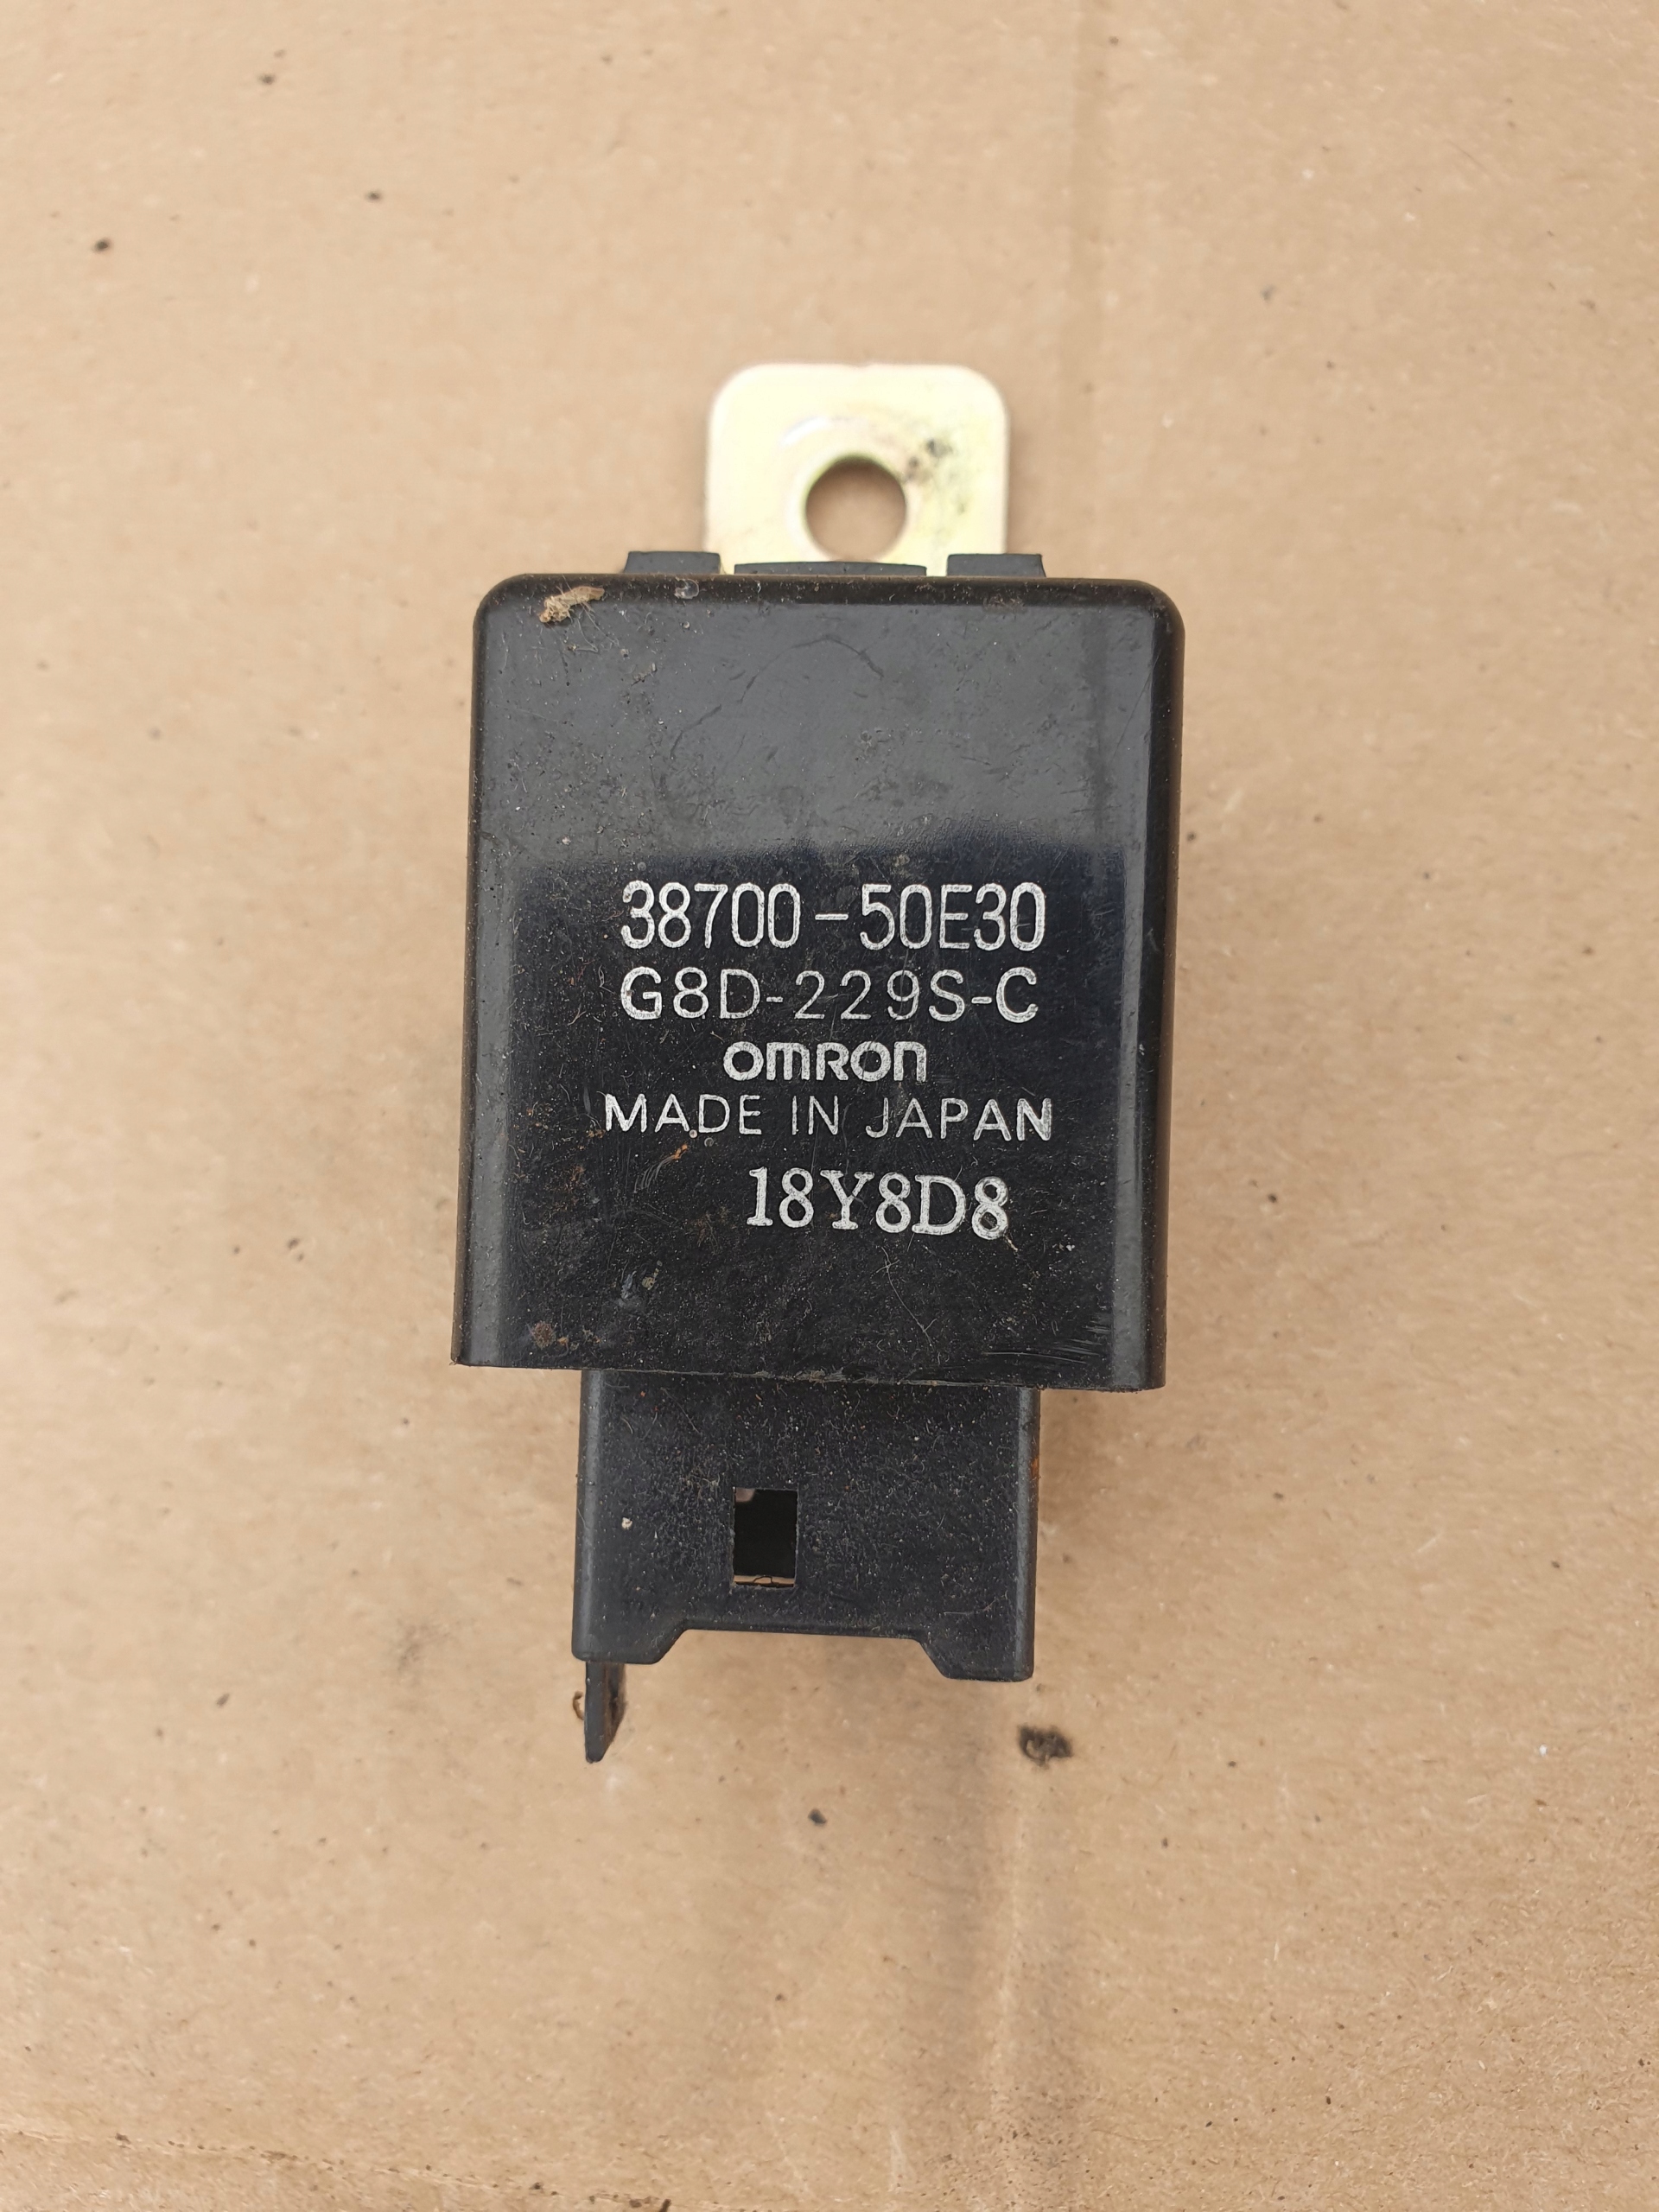 38700-50E30
G8D-229S-C
omron
MADE IN JAPAN
18Y8D8